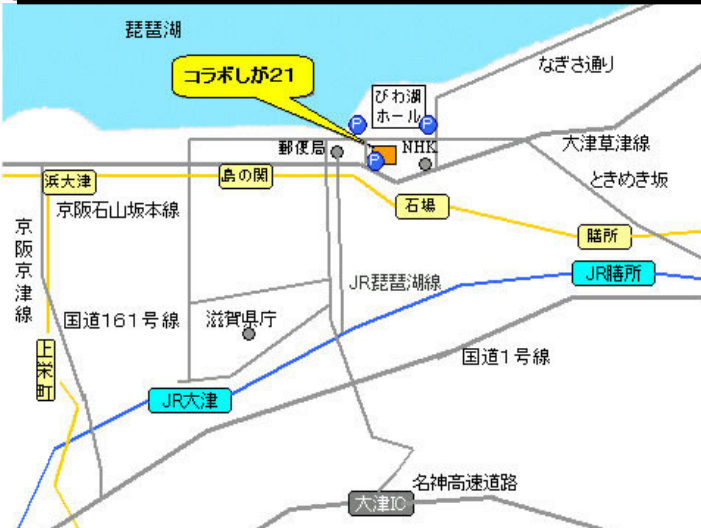 琵琶湖
なぎさ通り
コラボしが21
びわ湖
ホール
P
P
郵便局
P
NHK
大津草津線
ときめき坂
浜大津
島の関
石場
膳所
京阪石山坂本線
京阪京津線
JR琵琶湖線
JR膳所
国道161号線
滋賀県庁
国道1号線
上栄町
JR大津
名神高速道路
大津IC